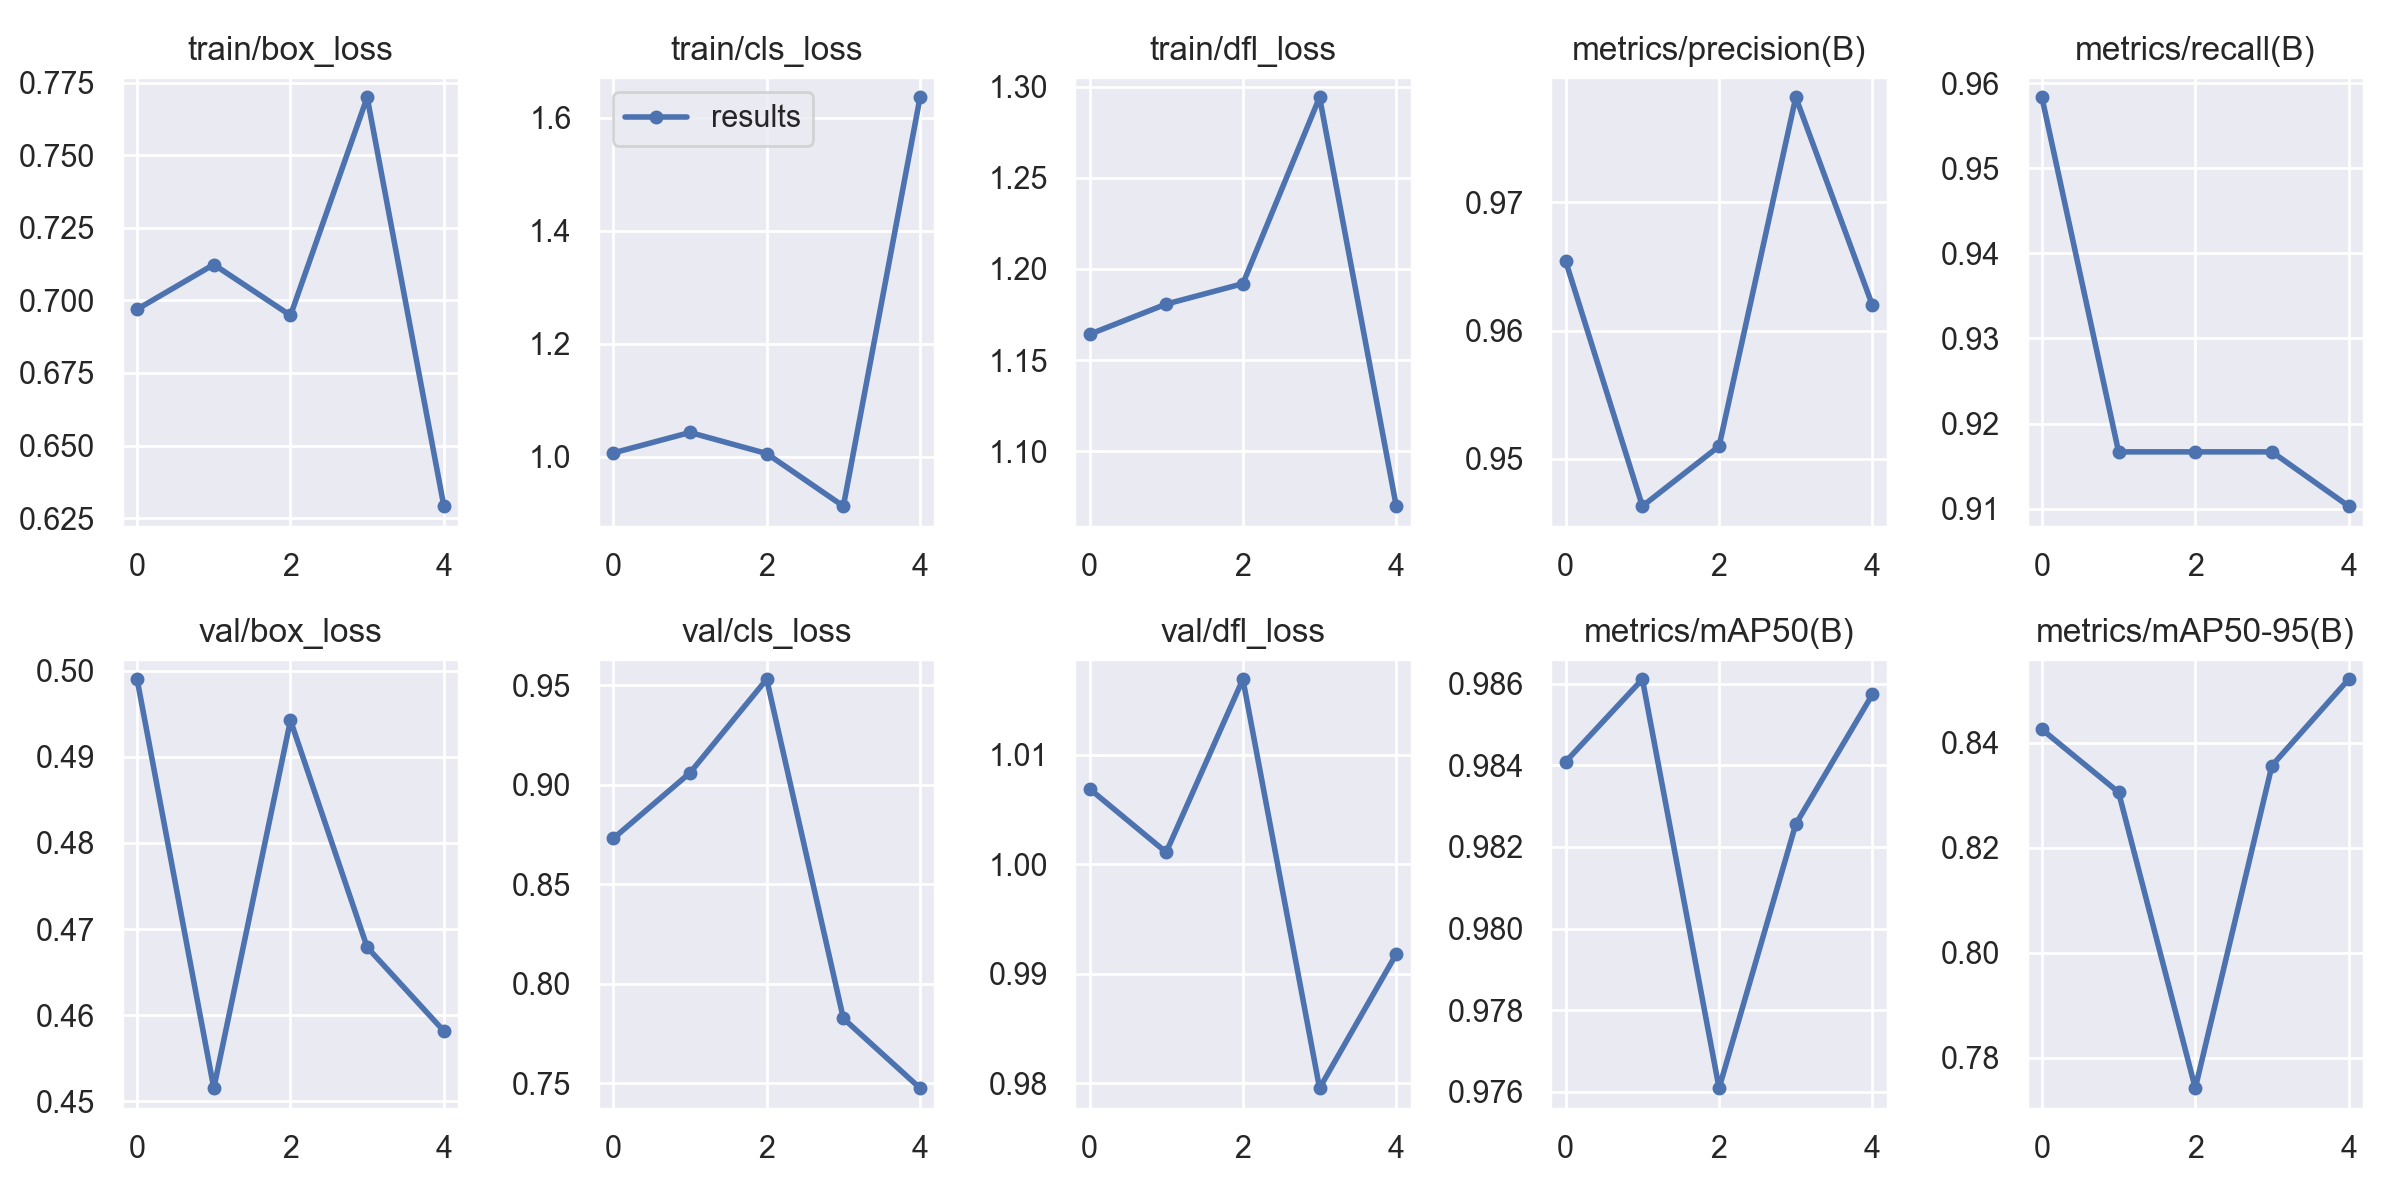 train/box_loss
0.775
0.750
0.725
0.700
0.675
0.650
0.625
0 2 4
train/cls_loss
results
1.6
1.4
1.2
1.0
0 2 4
train/dfl_loss
1.30
1.25
1.20
1.15
1.10
0 2 4
metrics/precision(B)
0.97
0.96
0.95
0 2 4
metrics/recall(B)
0.96
0.95
0.94
0.93
0.92
0.91
0 2 4
val/box_loss
0.50
0.49
0.48
0.47
0.46
0.45
0 2 4
val/cls_loss
0.95
0.90
0.85
0.80
0.75
0 2 4
val/dfl_loss
1.01
1.00
0.99
0.98
0 2 4
metrics/mAP50(B)
0.986
0.984
0.982
0.980
0.978
0.976
0 2 4
metrics/mAP50-95(B)
0.84
0.82
0.80
0.78
0 2 4